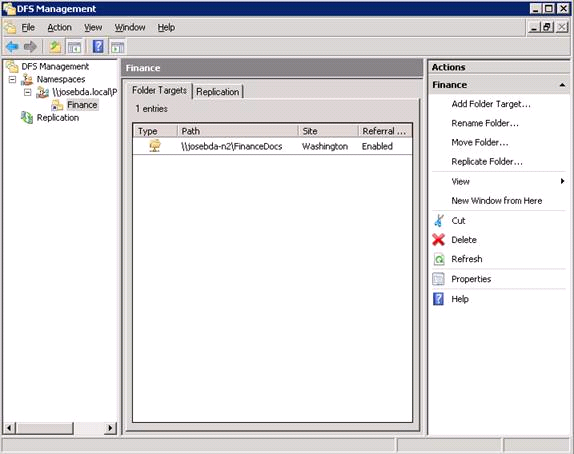 DFS Management
File Action View Window Help
DFS Management
Namespaces
\\josebda.local\P
Finance
Replication
Finance
Folder Targets Replication
1 entries
Type Path Site Referral ...
\\josebda-n2\FinanceDocs Washington Enabled
Actions
Finance
Add Folder Target...
Rename Folder...
Move Folder...
Replicate Folder...
View
New Window from Here
Cut
Delete
Refresh
Properties
Help